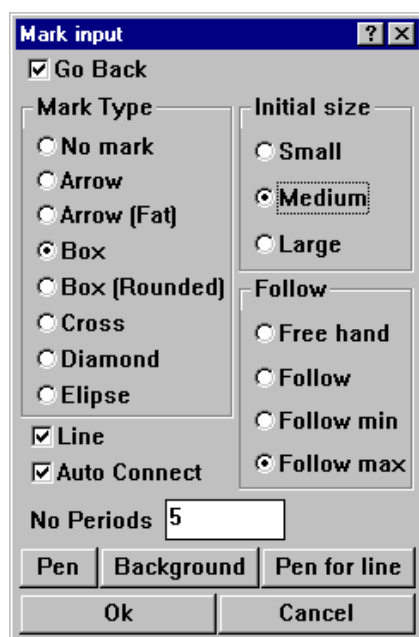 Mark input
Go Back
Mark Type
No mark
Arrow
Arrow (Fat)
Box
Box (Rounded)
Cross
Diamond
Elipse
Initial size
Small
Medium
Large
Follow
Free hand
Follow
Follow min
Follow max
Line
Auto Connect
No Periods 5
Pen Background Pen for line
Ok Cancel